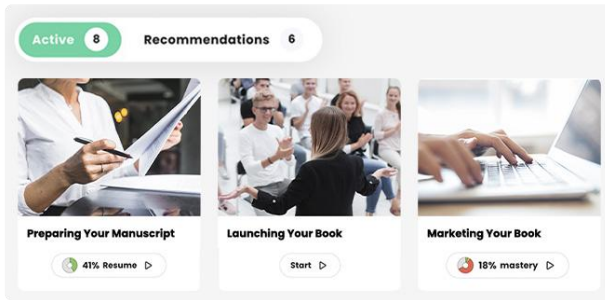 Active 8 Recommendations 6
Preparing Your Manuscript
41% Resume
Launching Your Book
Start
Marketing Your Book
18% mastery